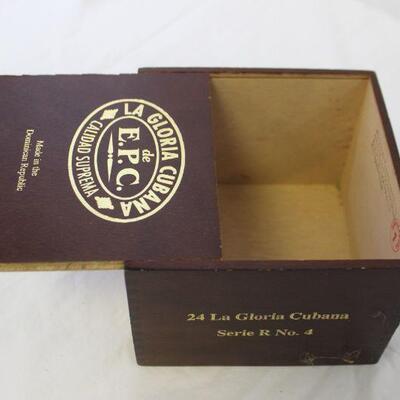 LA GLORIA CUBANA
de
E.P.C.
CALIDAD SUPREMA
Made in the
Dominican Republic
24 La Gloria Cubana
Serie R No. 4